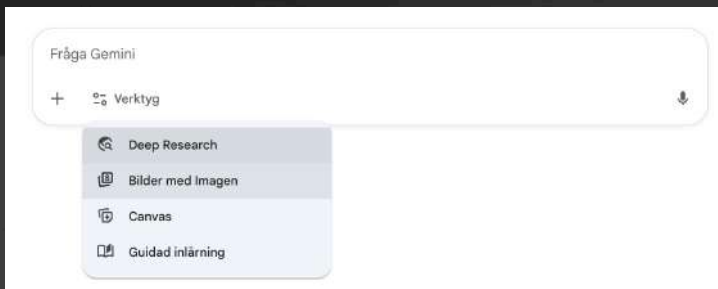 Fråga Gemini
Verktyg
Deep Research
Bilder med Imagen
Canvas
Guidad inlärning